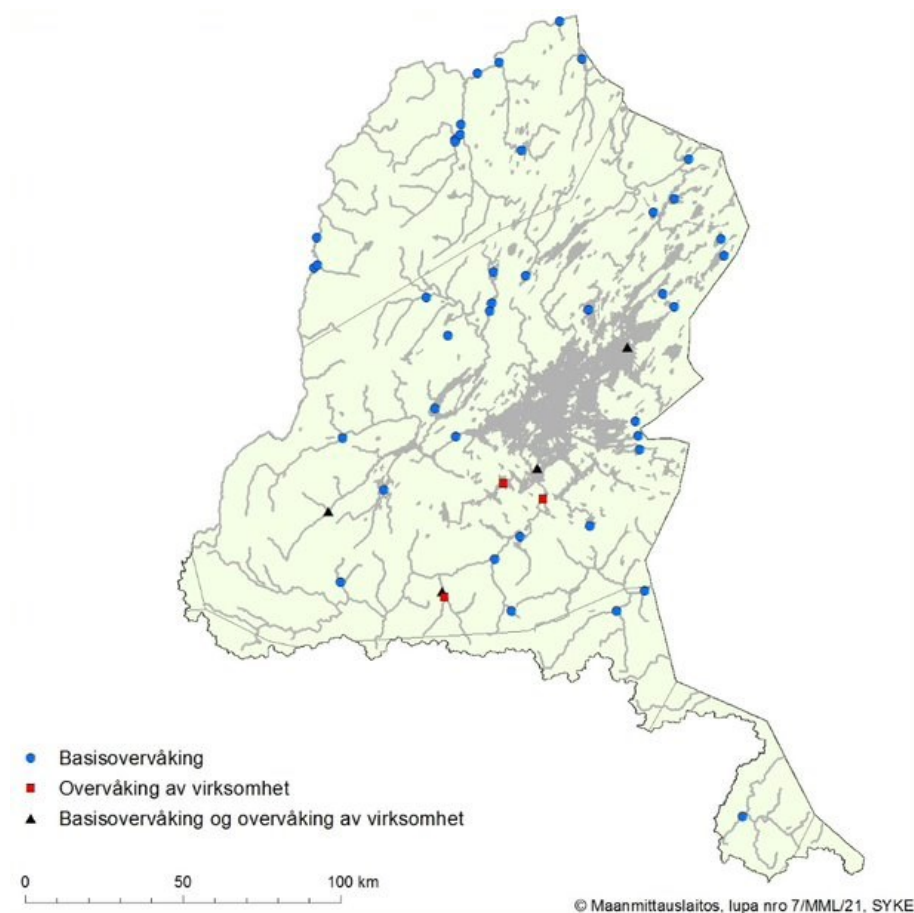 Basisovervåking
Overvåking av virksomhet
Basisovervåking og overvåking av virksomhet
0 50 100 km
© Maanmittauslaitos, lupa nro 7/MML/21, SYKE